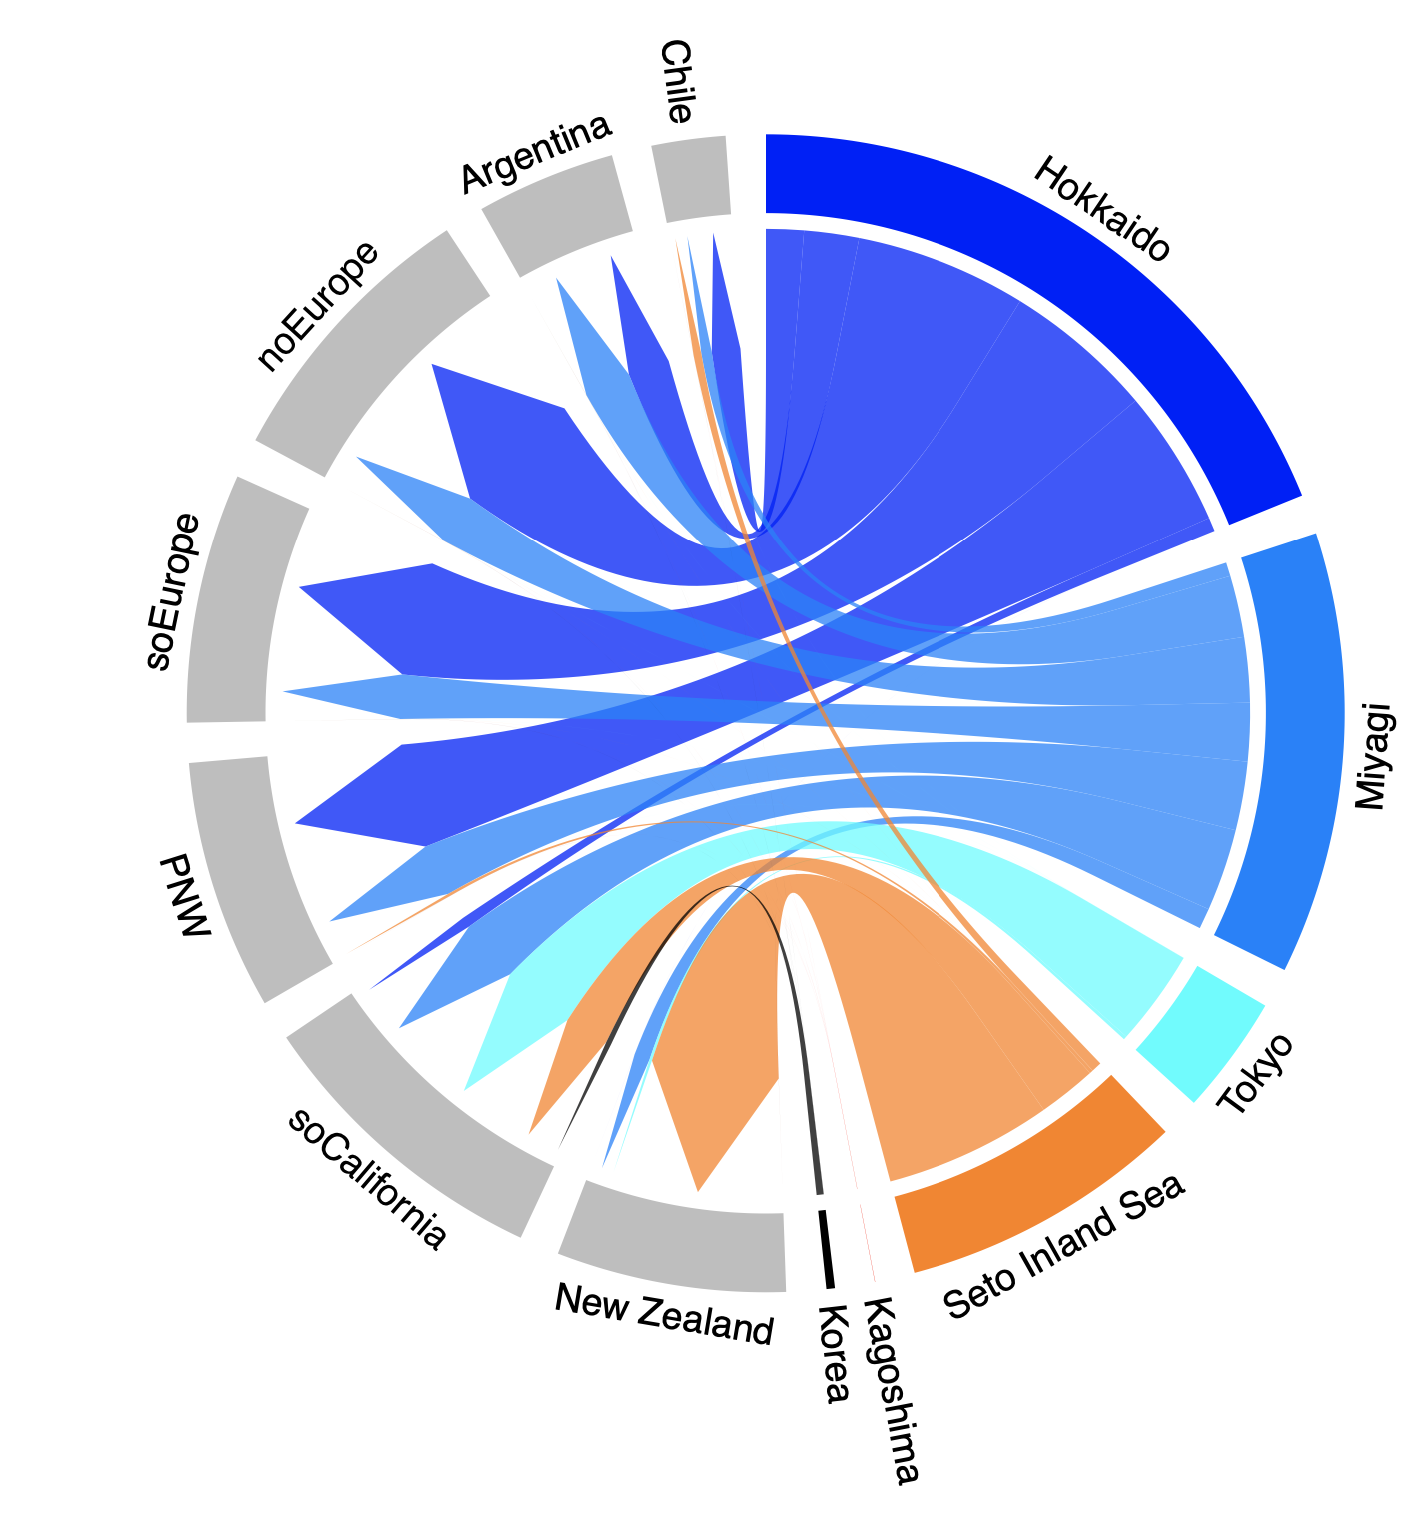 Chile
Hokkaido
Argentina
noEurope
soEurope
Miyagi
PNW
Tokyo
soCalifornia
Seto Inland Sea
New Zealand
Korea
Kagoshima